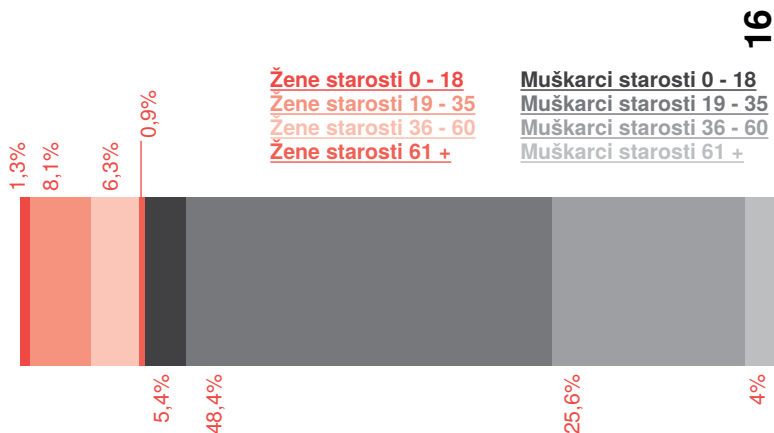 16
Žene starosti 0 - 18
Žene starosti 19 - 35
Žene starosti 36 - 60
Žene starosti 61 +
Muškarci starosti 0 - 18
Muškarci starosti 19 - 35
Muškarci starosti 36 - 60
Muškarci starosti 61 +
1,3%
8,1%
6,3%
0,9%
5,4%
48,4%
25,6%
4%